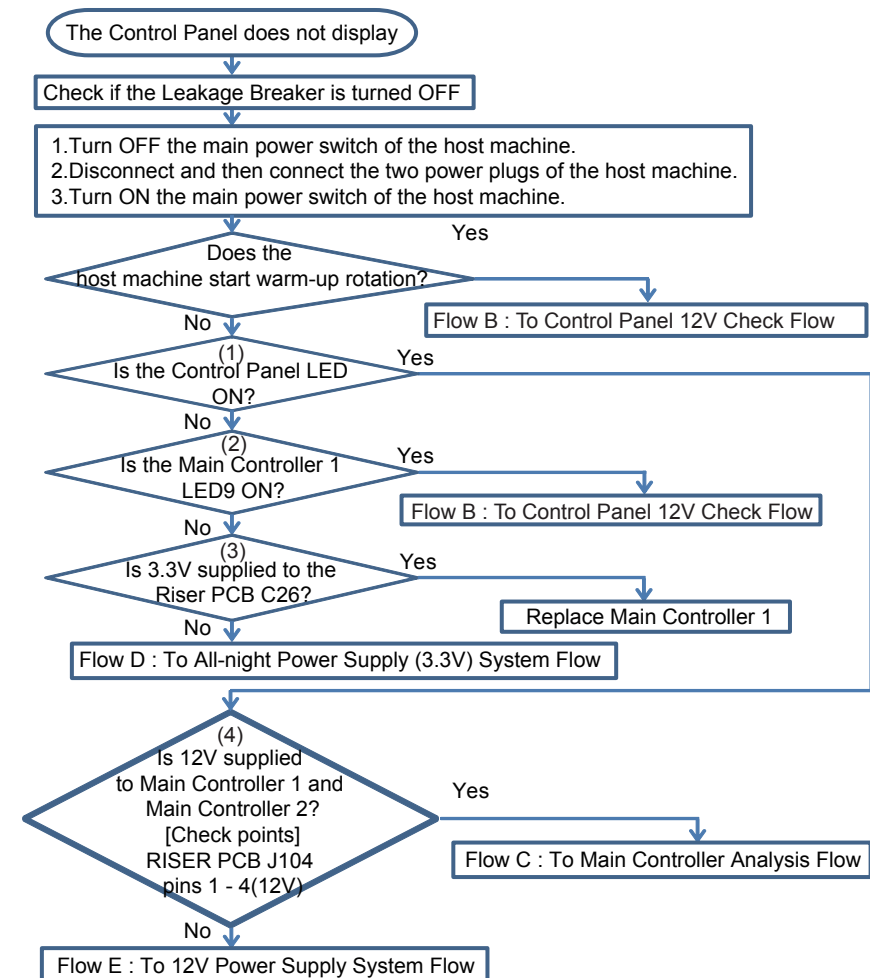 The Control Panel does not display
Check if the Leakage Breaker is turned OFF
1.Turn OFF the main power switch of the host machine.
2.Disconnect and then connect the two power plugs of the host machine.
3.Turn ON the main power switch of the host machine.
Yes
Does the
host machine start warm-up rotation?
Flow B : To Control Panel 12V Check Flow
No
(1)
Is the Control Panel LED
ON?
Yes
No
(2)
Is the Main Controller 1
LED9 ON?
Yes
Flow B : To Control Panel 12V Check Flow
No
(3)
Is 3.3V supplied to the
Riser PCB C26?
Yes
Replace Main Controller 1
No
Flow D : To All-night Power Supply (3.3V) System Flow
(4)
Is 12V supplied
to Main Controller 1 and
Main Controller 2?
[Check points]
RISER PCB J104
pins 1 - 4(12V)
Yes
Flow C : To Main Controller Analysis Flow
No
Flow E : To 12V Power Supply System Flow